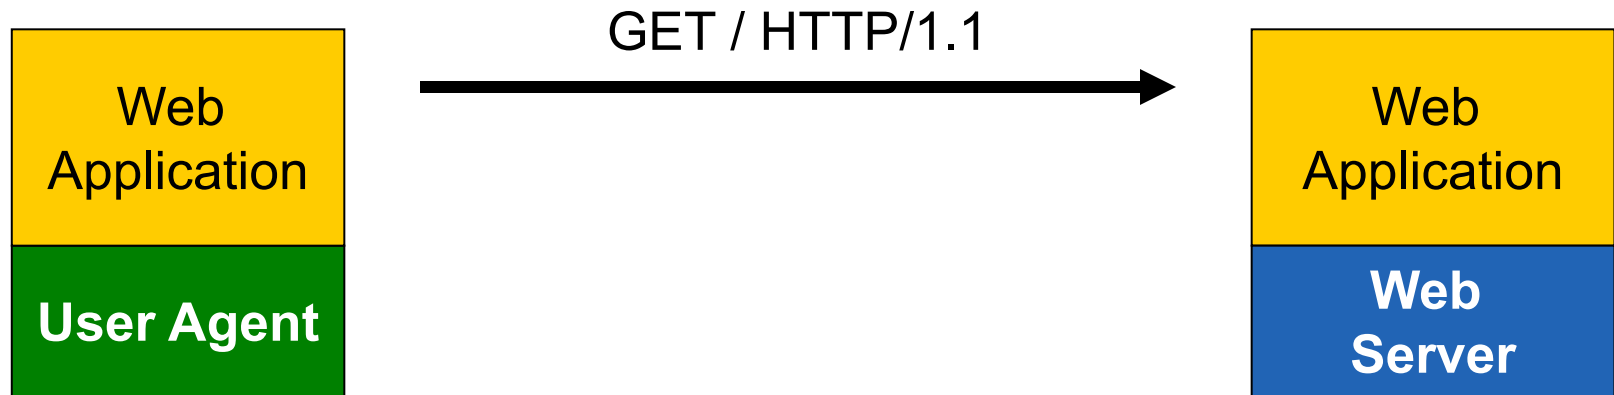 GET / HTTP/1.1
Web
Application
User Agent
Web
Application
Web
Server